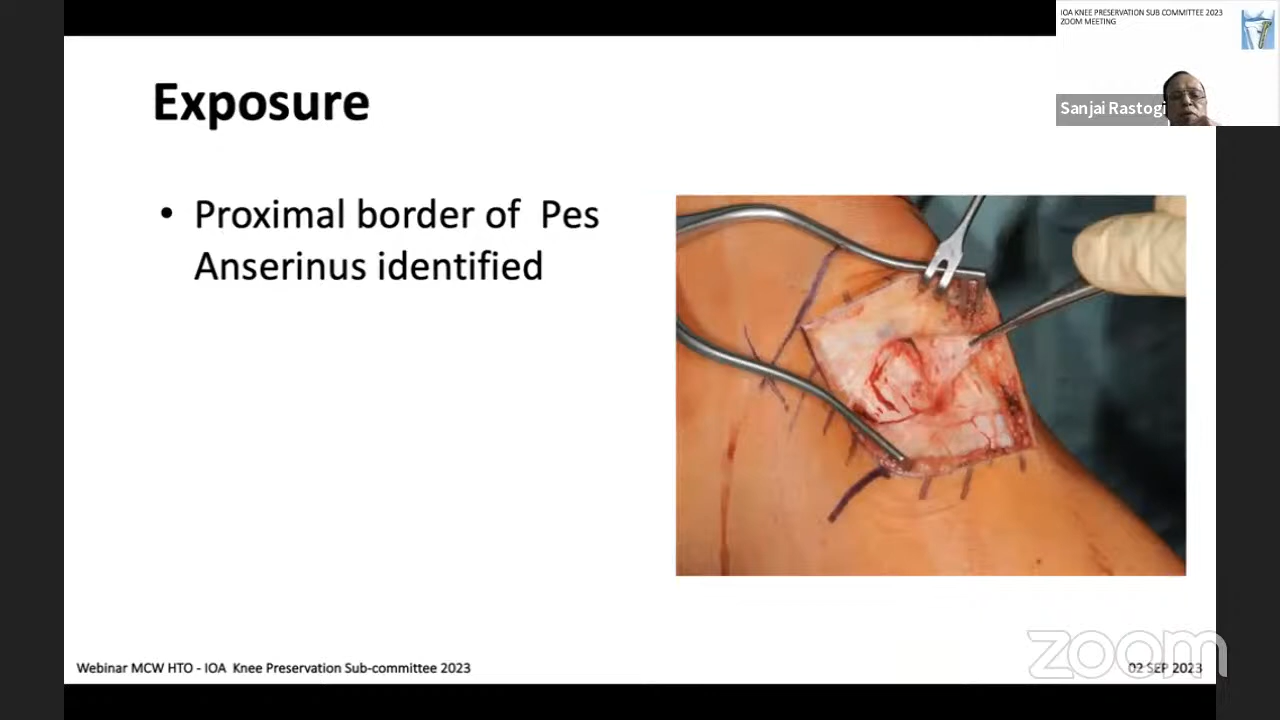 IOA KNEE PRESERVATION SUB COMMITTEE 2023
ZOOM MEETING
Sanjai Rastogi
Exposure
• Proximal border of Pes
Anserinus identified
Webinar MCW HTO - IOA Knee Preservation Sub-committee 2023
zoom
02 SEP 2023